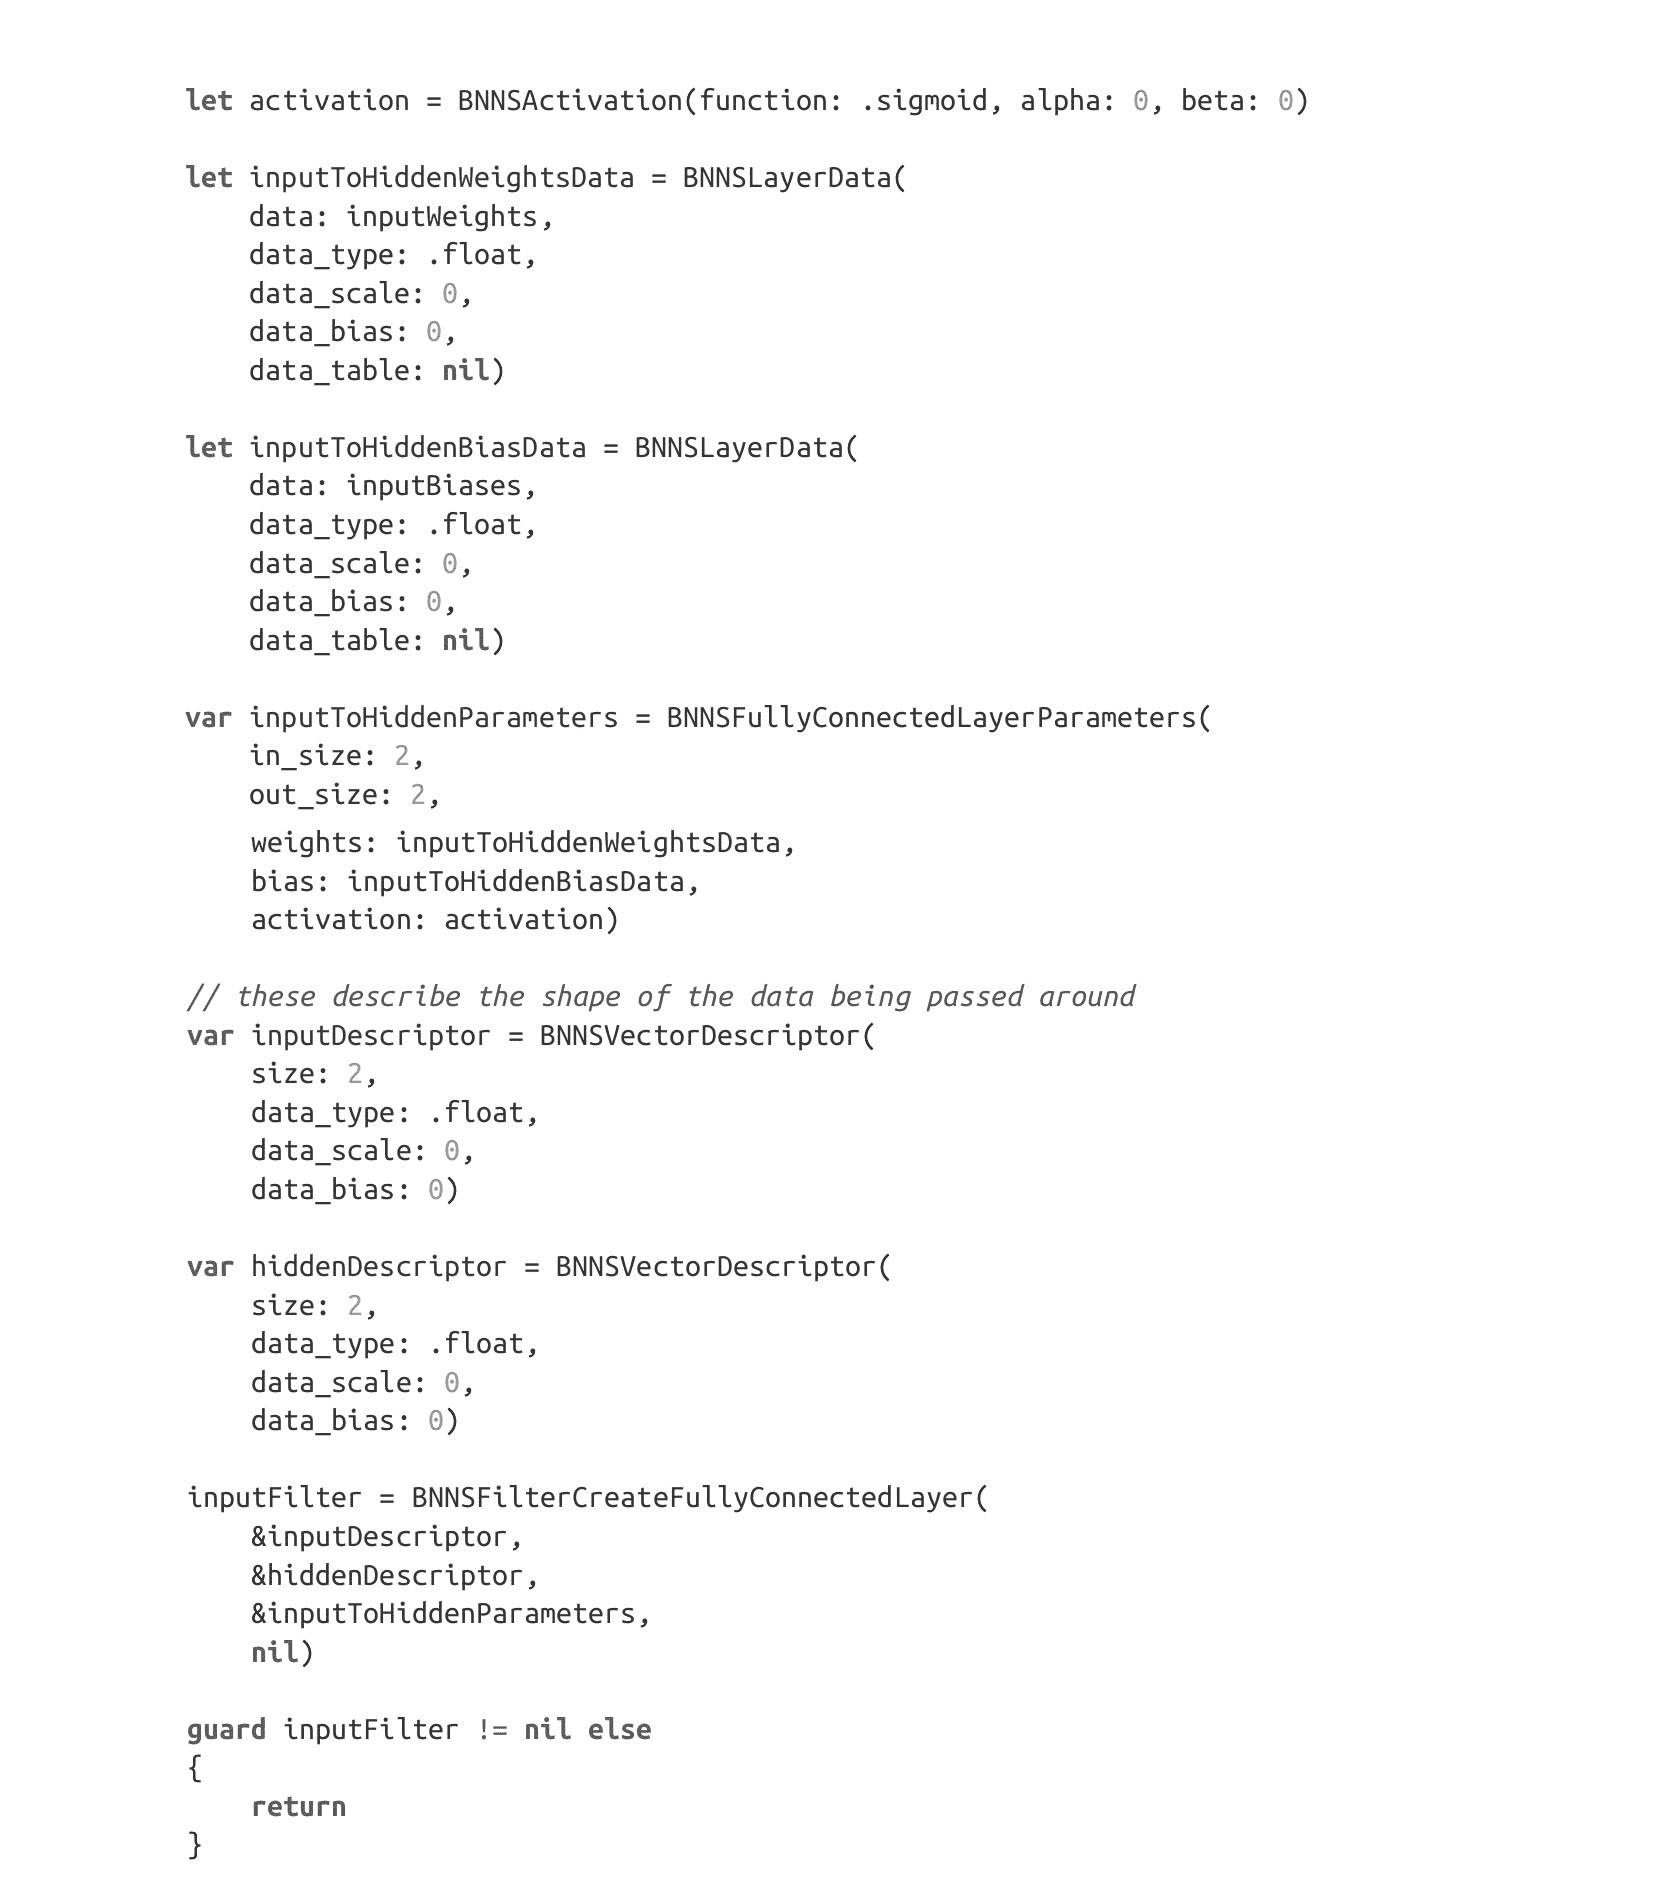 let activation = BNNSActivation(function: .sigmoid, alpha: 0, beta: 0)

let inputToHiddenWeightsData = BNNSLayerData(
    data: inputWeights,
    data_type: .float,
    data_scale: 0,
    data_bias: 0,
    data_table: nil)

let inputToHiddenBiasData = BNNSLayerData(
    data: inputBiases,
    data_type: .float,
    data_scale: 0,
    data_bias: 0,
    data_table: nil)

var inputToHiddenParameters = BNNSFullyConnectedLayerParameters(
    in_size: 2,
    out_size: 2,
    weights: inputToHiddenWeightsData,
    bias: inputToHiddenBiasData,
    activation: activation)

// these describe the shape of the data being passed around
var inputDescriptor = BNNSVectorDescriptor(
    size: 2,
    data_type: .float,
    data_scale: 0,
    data_bias: 0)

var hiddenDescriptor = BNNSVectorDescriptor(
    size: 2,
    data_type: .float,
    data_scale: 0,
    data_bias: 0)

inputFilter = BNNSFilterCreateFullyConnectedLayer(
    &inputDescriptor,
    &hiddenDescriptor,
    &inputToHiddenParameters,
    nil)

guard inputFilter != nil else
{
    return
}